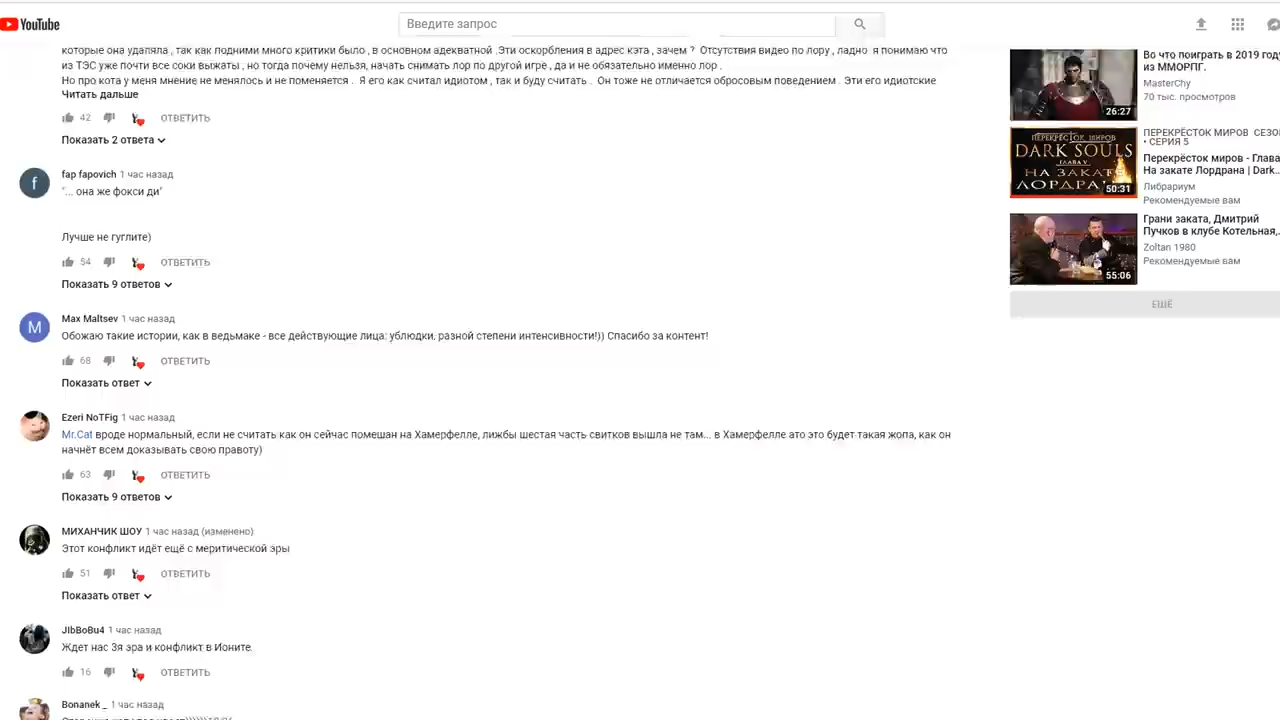 YouTube
Введите запрос
которые она удаляла , так как подними много критики было , в основном адекватной .Эти оскорбления в адрес кэта , зачем ? Отсутствия видео по лору , ладно я понимаю что
из ТЭС уже почти все соки выжаты , но тогда почему нельзя, начать снимать лор по другой игре , да и не обязательно именно лор .
Но про кота у меня мнение не менялось и не поменяется . Я его как считал идиотом , так и буду считать . Он тоже не отличается обросовым поведением . Эти его идиотские
Читать дальше
42 ОТВЕТИТЬ
Показать 2 ответа
f
fap fapovich 1 час назад
"... она же фокси ди"
Лучше не гуглите)
54 ОТВЕТИТЬ
Показать 9 ответов
M
Max Maltsev 1 час назад
Обожаю такие истории, как в ведьмаке - все действующие лица: ублюдки, разной степени интенсивности!)) Спасибо за контент!
68 ОТВЕТИТЬ
Показать ответ
Ezeri NoTFig 1 час назад
Mr.Cat вроде нормальный, если не считать как он сейчас помешан на Хамерфелле, лижбы шестая часть свитков вышла не там... в Хамерфелле ато это будет такая жопа, как он
начнёт всем доказывать свою правоту)
63 ОТВЕТИТЬ
Показать 9 ответов
МИХАНЧИК ШОУ 1 час назад (изменено)
Этот конфликт идёт ещё с меритической эры
51 ОТВЕТИТЬ
Показать ответ
JIbBoBu4 1 час назад
Ждет нас 3я эра и конфликт в Ионите.
16 ОТВЕТИТЬ
Bonanek _ 1 час назад
Во что поиграть в 2019 году
из ММОРПГ.
MasterChy
70 тыс. просмотров
26:27
ПЕРЕКРЁСТОК МИРОВ
DARK SOULS
ГЛАВА V
НА ЗАКАТЕ
ЛОРДРАНА
50:31
ПЕРЕКРЁСТОК МИРОВ СЕЗО
• СЕРИЯ 5
Перекрёсток миров - Глава
На закате Лордрана | Dark...
Либрариум
Рекомендуемые вам
55:06
Грани заката, Дмитрий
Пучков в клубе Котельная,
Zoltan 1980
Рекомендуемые вам
ЕЩЁ